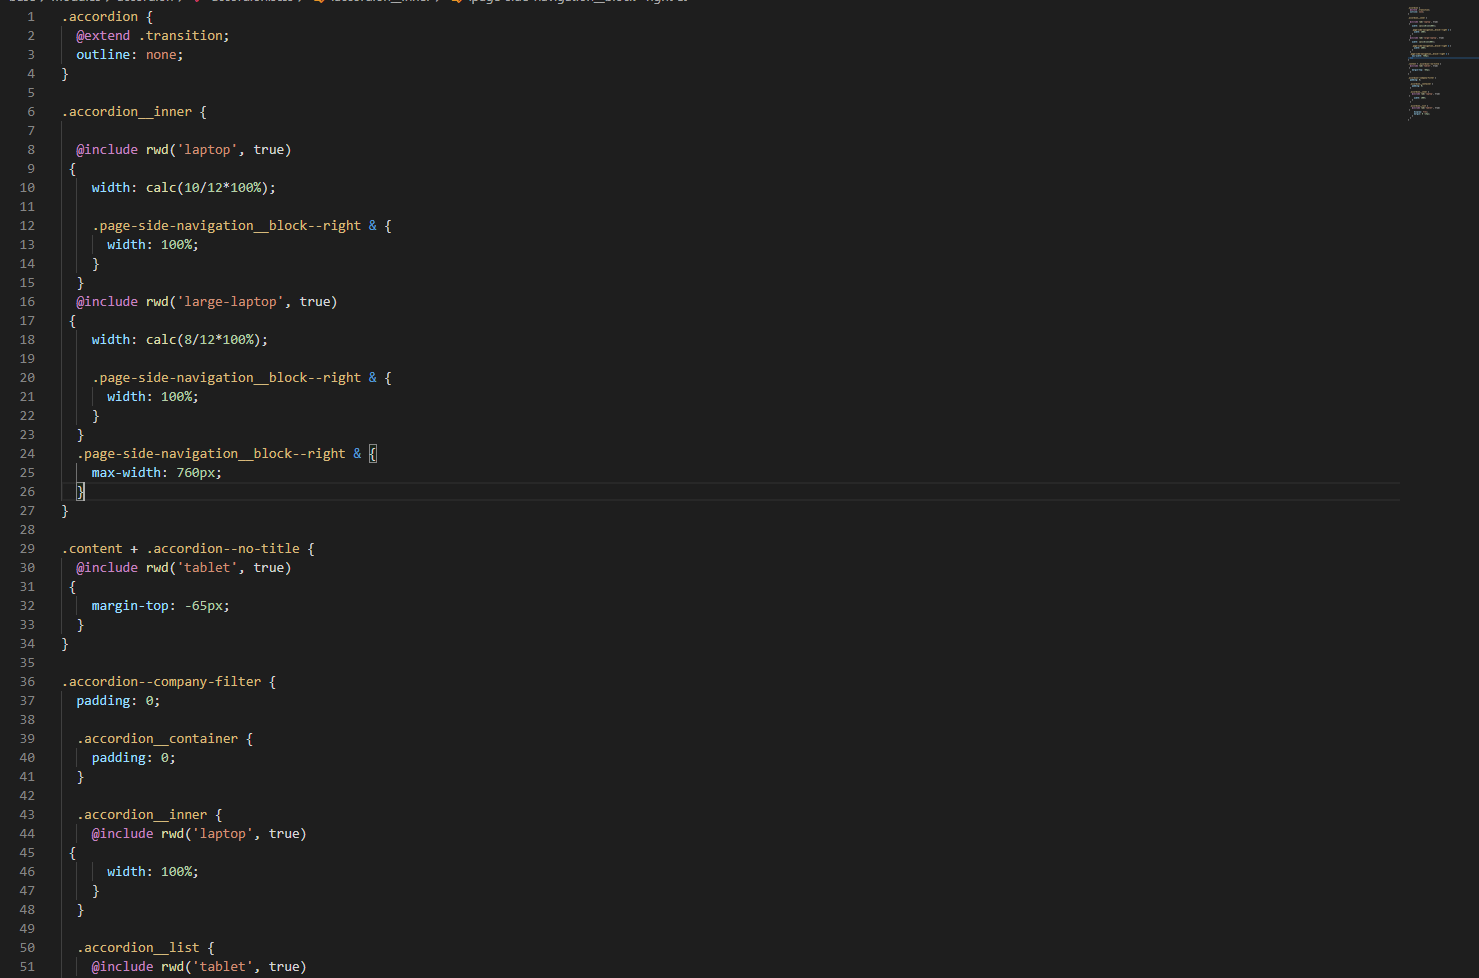 1 .accordion {
2 @extend .transition;
3 outline: none;
4 }
5
6 .accordion__inner {
7
8 @include rwd('laptop', true)
9 {
10 width: calc(10/12*100%);
11
12 .page-side-navigation__block--right & {
13 width: 100%;
14 }
15 }
16 @include rwd('large-laptop', true)
17 {
18 width: calc(8/12*100%);
19
20 .page-side-navigation__block--right & {
21 width: 100%;
22 }
23 }
24 .page-side-navigation__block--right & {
25 max-width: 760px;
26 }
27 }
28
29 .content + .accordion--no-title {
30 @include rwd('tablet', true)
31 {
32 margin-top: -65px;
33 }
34 }
35
36 .accordion--company-filter {
37 padding: 0;
38
39 .accordion__container {
40 padding: 0;
41 }
42
43 .accordion__inner {
44 @include rwd('laptop', true)
45 {
46 width: 100%;
47 }
48 }
49
50 .accordion__list {
51 @include rwd('tablet', true)